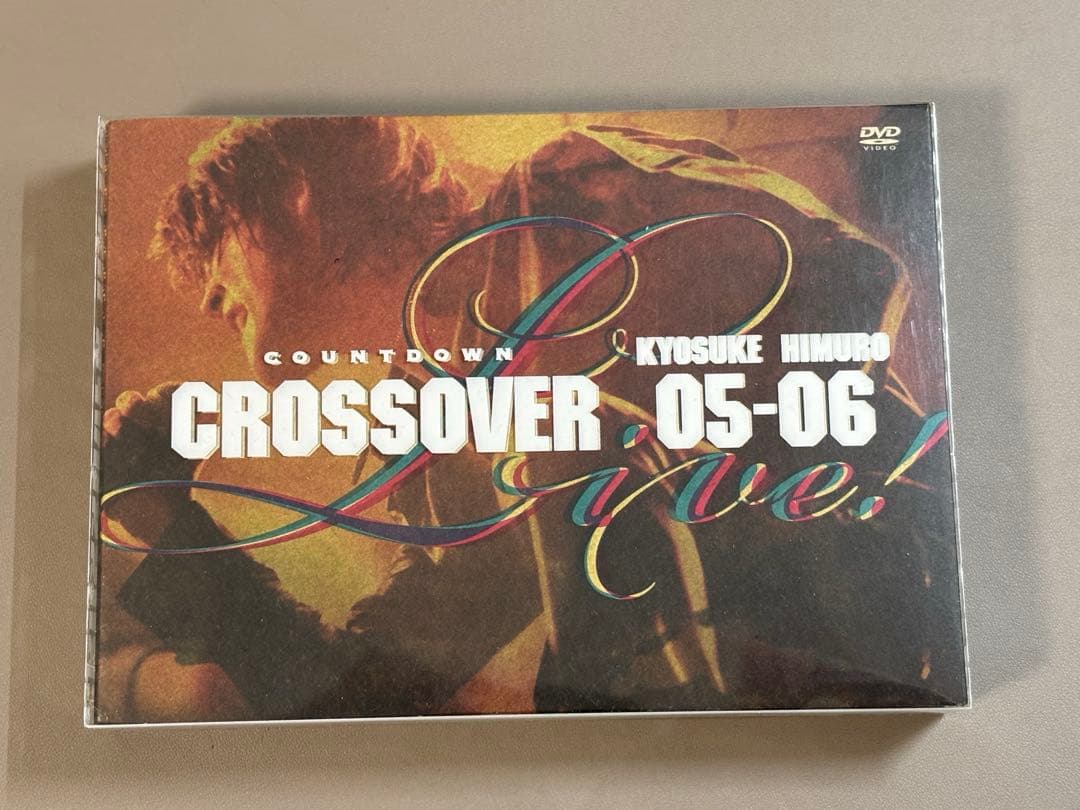 DVD
VIDEO
COUNTDOWN
KYOSUKE HIMURO
CROSSOVER 05-06
Live!